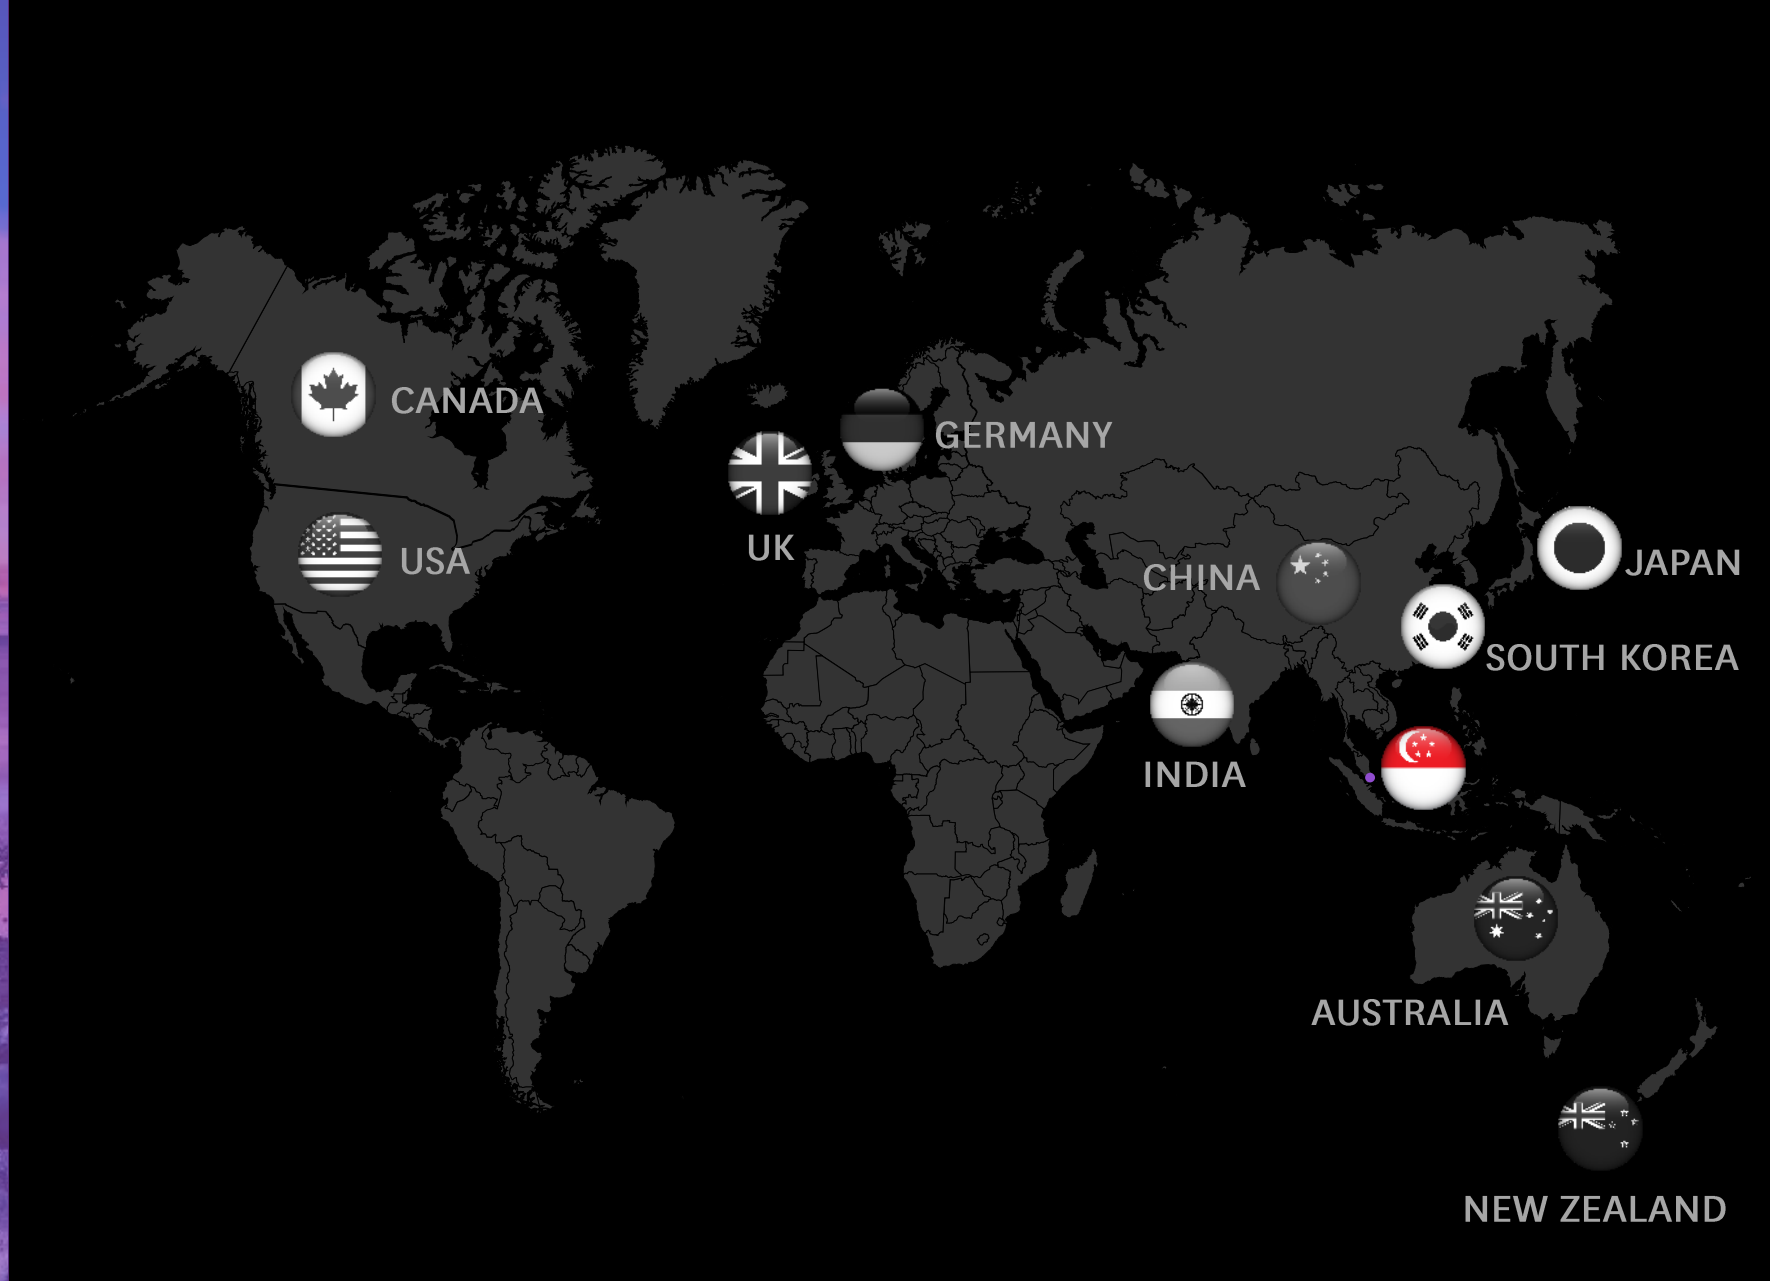 CANADA
GERMANY
UK
USA
CHINA
JAPAN
SOUTH KOREA
INDIA
AUSTRALIA
NEW ZEALAND